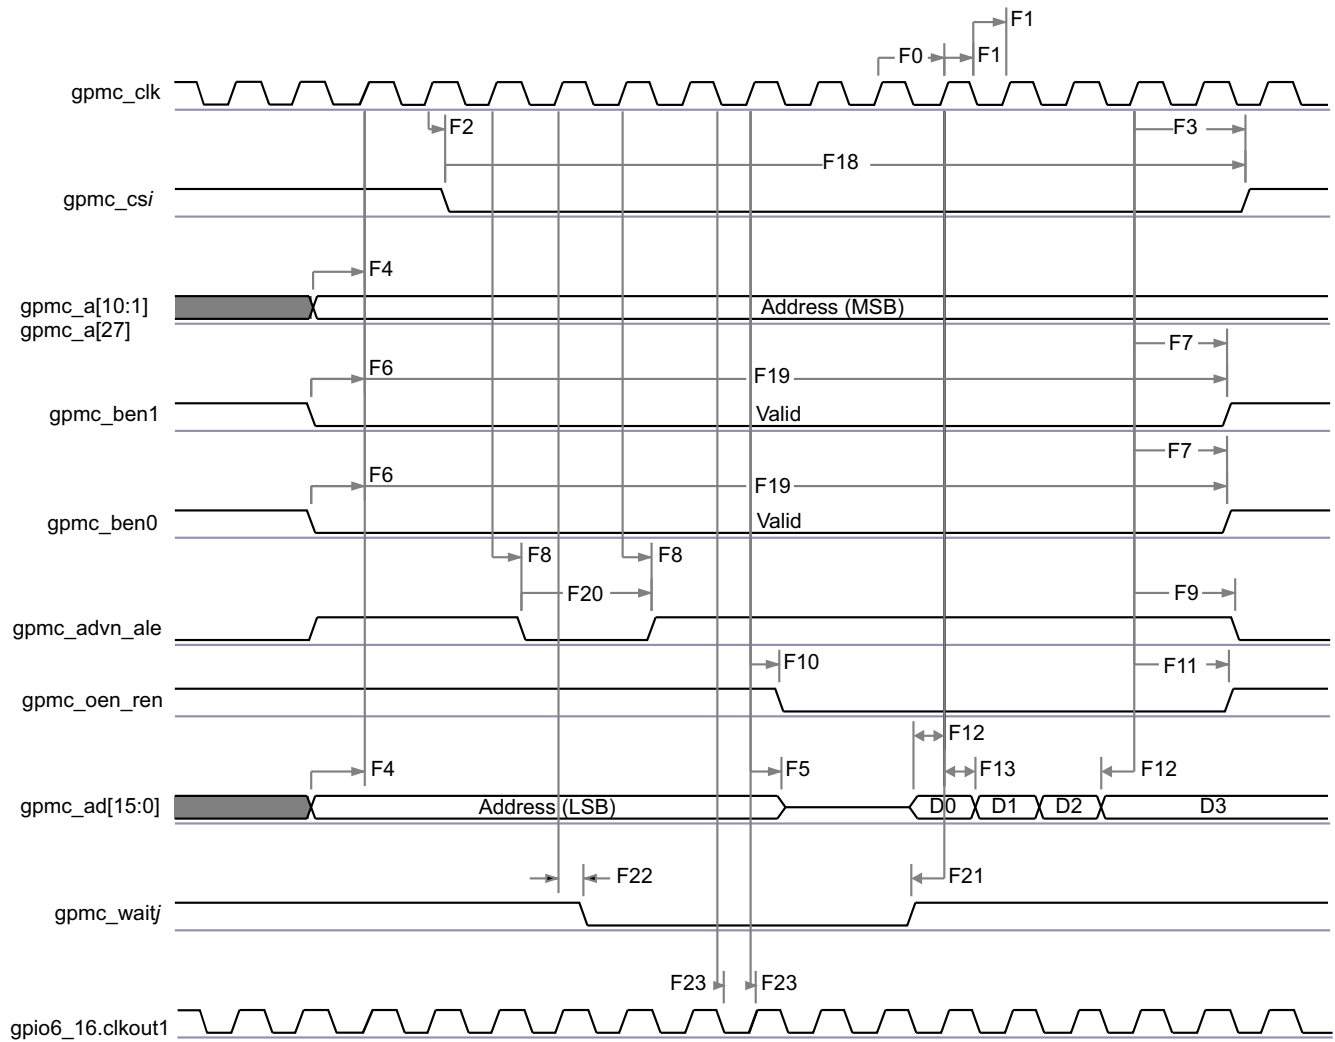 F1
F0
F1
gpmc_clk
F2
F3
F18
gpmc_csi
F4
gpmc_a[10:1]
Address (MSB)
gpmc_a[27]
F7
F6
F19
gpmc_ben1
Valid
F7
F6
F19
gpmc_ben0
Valid
F8
F8
F20
F9
gpmc_advn_ale
F10
F11
gpmc_oen_ren
F12
F4
F5
F13
F12
gpmc_ad[15:0]
Address (LSB)
D0
D1
D2
D3
F22
F21
gpmc_waitj
F23
F23
gpio6_16.clkout1